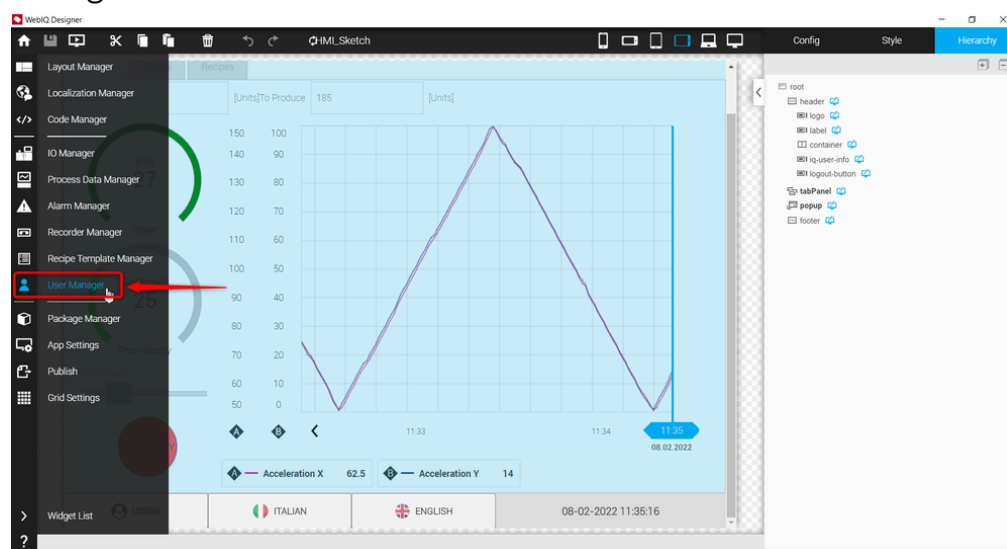 WebIQ Designer
HMI_Sketch
Config
Style
Hierarchy
Layout Manager
Recipes
Localization Manager
[Units]To Produce
185
[Units]
Code Manager
IO Manager
Process Data Manager
27
Alarm Manager
Recorder Manager
Power
Recipe Template Manager
User Manager
25
Package Manager
App Settings
Publish
Grid Settings
150 100
140 90
130 80
120 70
110 60
100 50
90 40
80 30
70 20
60 10
50 0
A
B
11:33
11:34
11:35
08.02.2022
A Acceleration X 62.5
B Acceleration Y 14
Widget List
USERS
ITALIAN
ENGLISH
08-02-2022 11:35:16
?
root
header
logo
label
container
iq-user-info
logout-button
tabPanel
popup
footer